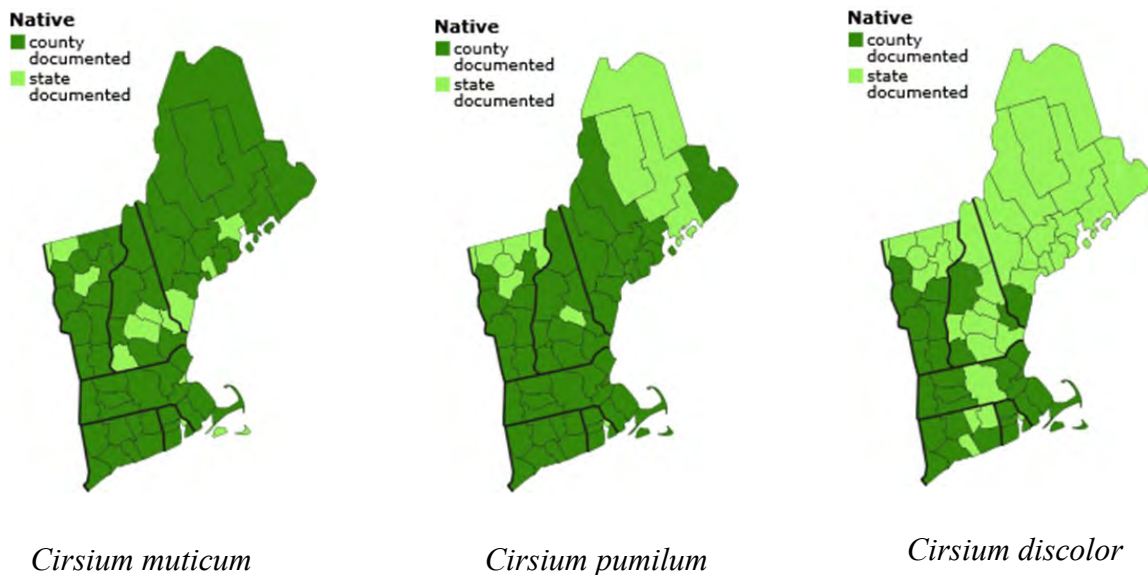 Native
county
documented
state
documented
Native
county
documented
state
documented
Native
county
documented
state
documented
Cirsium muticum
Cirsium pumilum
Cirsium discolor